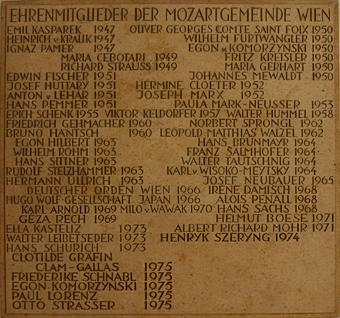 EHRENMITGLIEDER DER MOZARTGEMEINDE WIEN
EMIL KASPAREK 1947 OLIVER GEORGES COMTE SAINT FOIX 1950
HEINRICH v KRALIK 1947 WILHELM FURTWÄNGLER 1950
IGNAZ PAMER 1947 EGON v KOMORZYNSKI 1950
MARIA CEBOTARI 1949 FRITZ KREISLER 1950
RICHARD STRAUSS 1949 MARIA GERHART 1950
EDWIN FISCHER 1951 JOHANNES MEWALDT 1950
JOSEF HUTTARY 1951 HERMINE CLOETER 1952
ANTON v LEHAR 1951 JOSEPH MARX 1952
HANS PEMMER 1951 PAULA MARK-NEUSSER 1953
ERICH SCHENK 1955 VIKTOR KELDORFER 1957 WALTER HUMMEL 1958
FRIEDRICH GEHMACHER 1960 NORBERT SPRONGL 1962
BRUNO HANTSCH 1960 LEOPOLD MATTHIAS WALZEL 1962
EGON HILBERT 1963 HANS BRUNMAYR 1964
WILHELM ROHM 1963 FRANZ SALMHOFER 1964
HANS SITTNER 1963 WALTER TAUTSCHNIG 1964
RUDOLF STELZHAMMER 1963 KARL v WISOKO-MEYTSKY 1964
HERMANN ULLRICH 1963 JOSEF NEUBAUER 1965
DEUTSCHER ORDEN WIEN 1966 IRENE DAMISCH 1968
HUGO WOLF-GESELLSCHAFT JAPAN 1966 ALOIS PENALL 1968
KARL ARNOLD 1969 MILO v WAWAK 1970 HANS SACHS 1968
GEZA RECH 1969 HELMUT BOESE 1971
ELLA KASTELIZ 1973 ALBERT RICHARD MOHR 1971
WALTER LEIBETSEDER 1973 HENRYK SZERYNG 1974
HANS SCHURICH 1973
CLOTILDE GRÄFIN
CLAM-GALLAS 1975
FRIEDERIKE SCHNABL 1975
EGON KOMORZYNSKI 1975
PAUL LORENZ 1975
OTTO STRASSER 1975